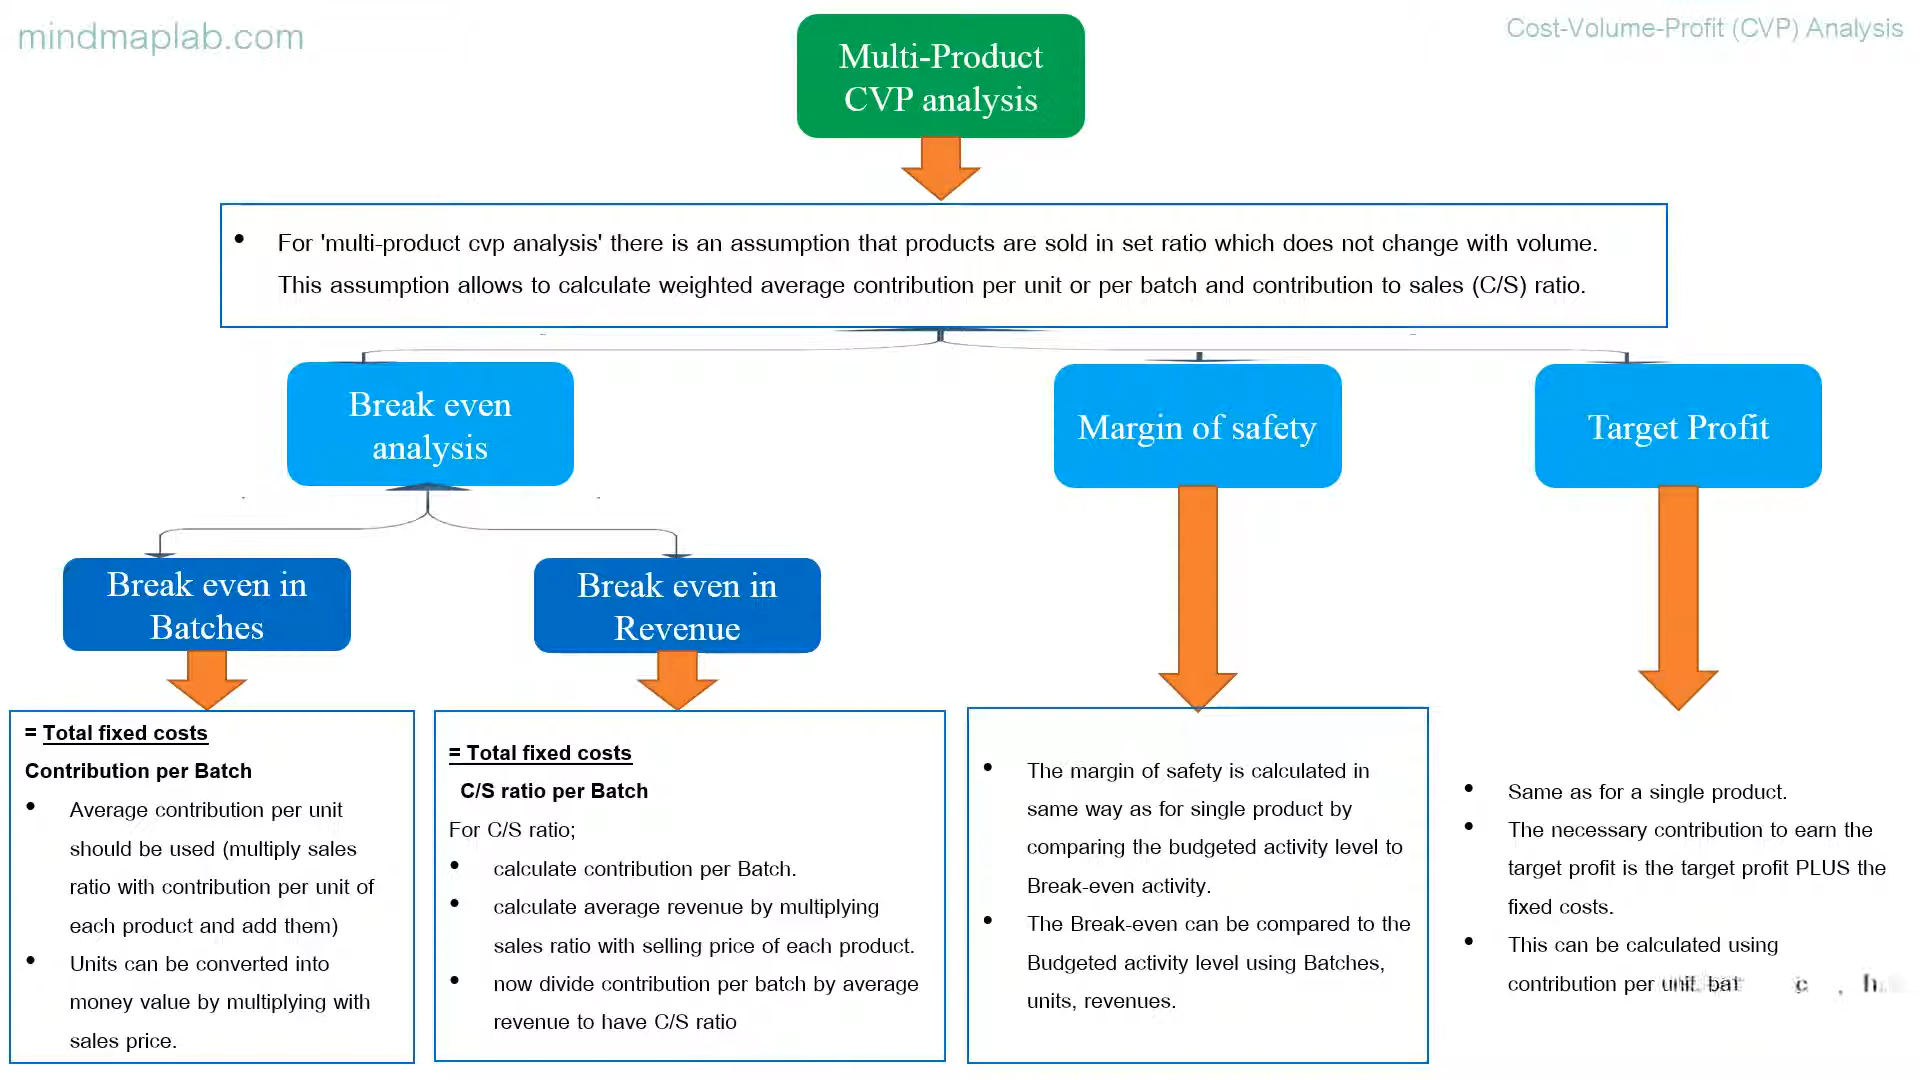 mindmaplab.com
Cost-Volume-Profit (CVP) Analysis
Multi-Product
CVP analysis
• For 'multi-product cvp analysis' there is an assumption that products are sold in set ratio which does not change with volume.
This assumption allows to calculate weighted average contribution per unit or per batch and contribution to sales (C/S) ratio.
Break even
analysis
Margin of safety
Target Profit
Break even in
Batches
Break even in
Revenue
= Total fixed costs
Contribution per Batch
• Average contribution per unit
should be used (multiply sales
ratio with contribution per unit of
each product and add them)
• Units can be converted into
money value by multiplying with
sales price.
= Total fixed costs
C/S ratio per Batch
For C/S ratio;
• calculate contribution per Batch.
• calculate average revenue by multiplying
sales ratio with selling price of each product.
• now divide contribution per batch by average
revenue to have C/S ratio
• The margin of safety is calculated in
same way as for single product by
comparing the budgeted activity level to
Break-even activity.
• The Break-even can be compared to the
Budgeted activity level using Batches,
units, revenues.
• Same as for a single product.
• The necessary contribution to earn the
target profit is the target profit PLUS the
fixed costs.
• This can be calculated using
contribution per unit,